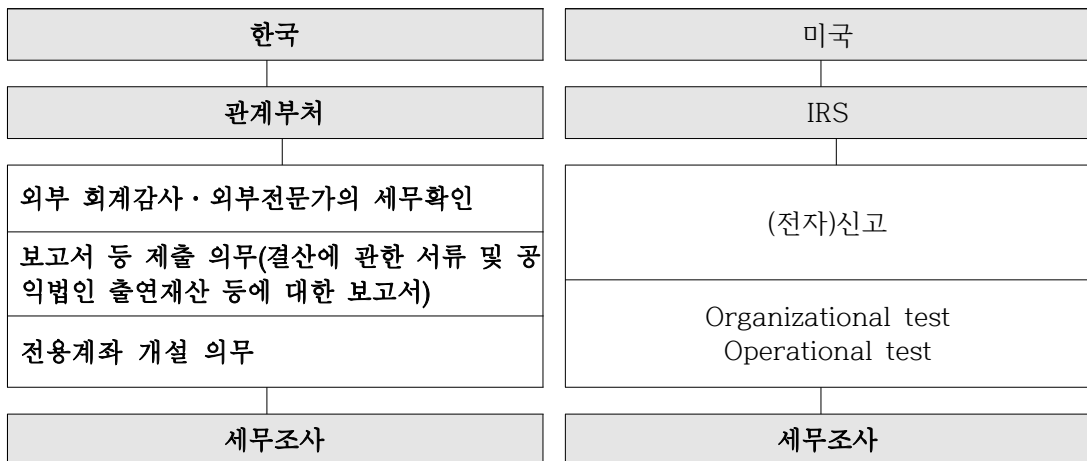 한국
관계부처
외부 회계감사·외부전문가의 세무확인
보고서 등 제출 의무(결산에 관한 서류 및 공
익법인 출연재산 등에 대한 보고서)
전용계좌 개설 의무
세무조사
미국
IRS
(전자)신고
Organizational test
Operational test
세무조사